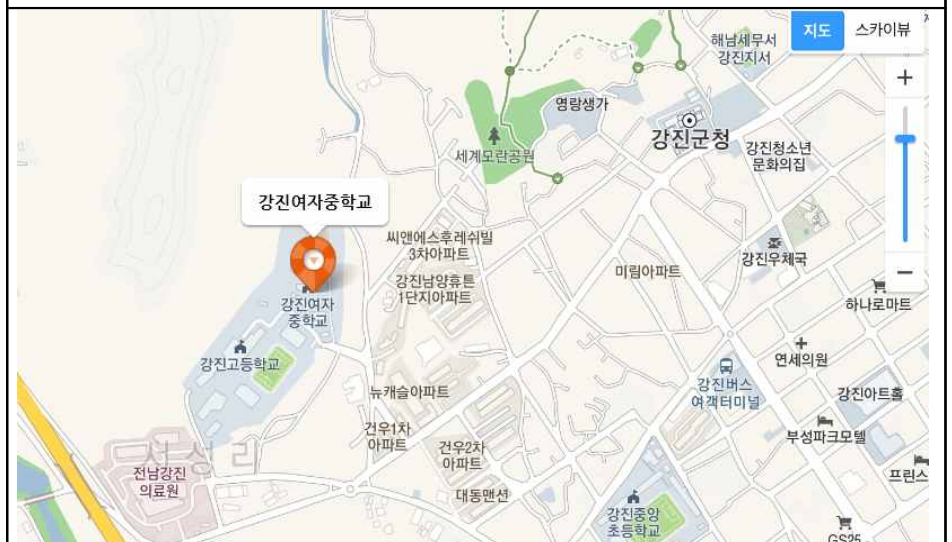 지도
스카이뷰
해남세무서
강진지서
영랑생가
강진군청
강진청소년
문화의집
세계모란공원
강진여자중학교
씨앤에스후레쉬빌
3차아파트
강진우체국
미림아파트
강진남양휴튼
1단지아파트
강진여자
중학교
하나로마트
연세의원
강진고등학교
강진버스
여객터미널
뉴캐슬아파트
강진아트홀
건우1차
아파트
부성파크모텔
건우2차
아파트
서성리
전남강진
의료원
프린스
대동맨션
강진중앙
초등학교
GS25